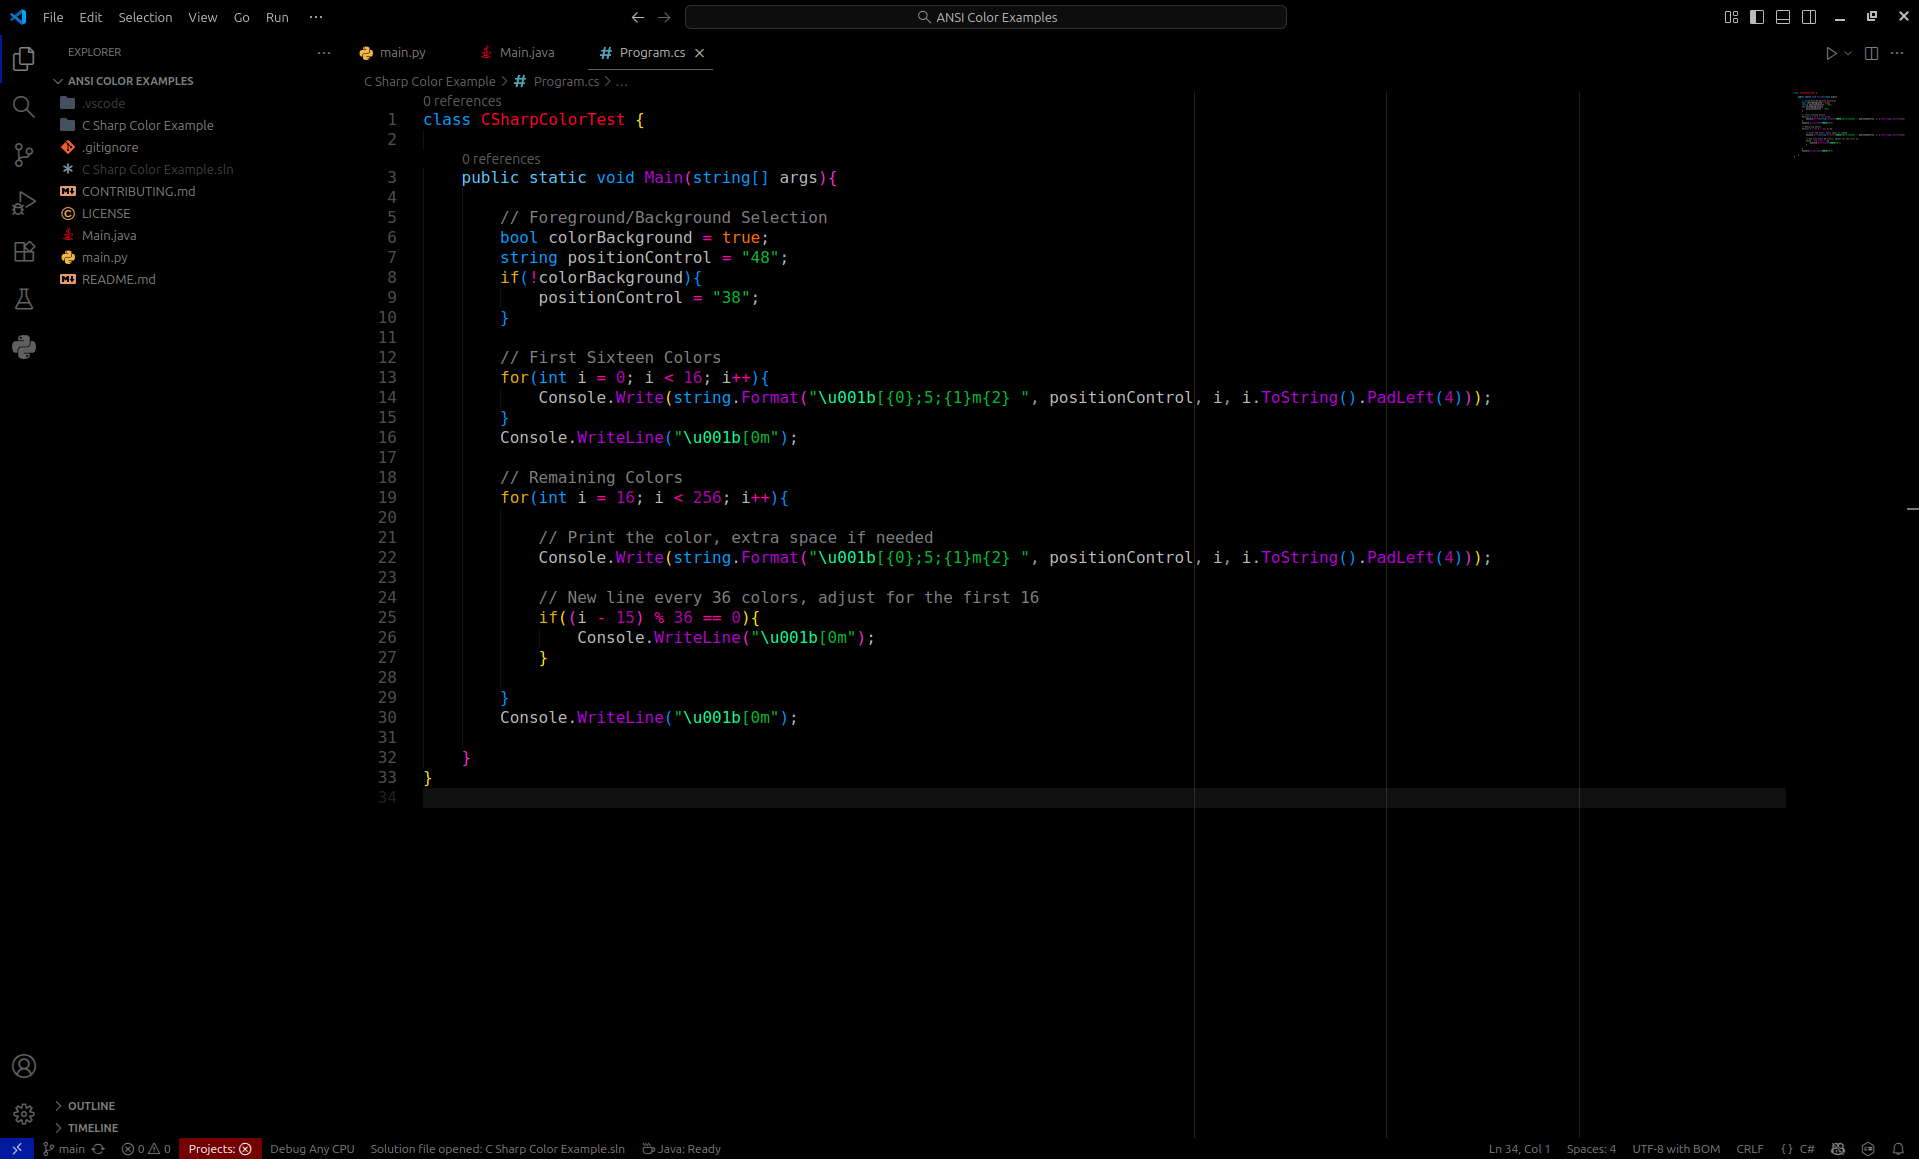 File Edit Selection View Go Run ···
ANSI Color Examples
EXPLORER ···
ANSI COLOR EXAMPLES
.vscode
C Sharp Color Example
.gitignore
C Sharp Color Example.sln
CONTRIBUTING.md
LICENSE
Main.java
main.py
README.md
OUTLINE
TIMELINE
main.py Main.java Program.cs
C Sharp Color Example > Program.cs > ...
0 references
1 class CSharpColorTest {
2
0 references
3 public static void Main(string[] args){
4
5 // Foreground/Background Selection
6 bool colorBackground = true;
7 string positionControl = "48";
8 if(!colorBackground){
9 positionControl = "38";
10 }
11
12 // First Sixteen Colors
13 for(int i = 0; i < 16; i++){
14 Console.Write(string.Format("\u001b[{0};5;{1}m{2} ", positionControl, i, i.ToString().PadLeft(4)));
15 }
16 Console.WriteLine("\u001b[0m");
17
18 // Remaining Colors
19 for(int i = 16; i < 256; i++){
20
21 // Print the color, extra space if needed
22 Console.Write(string.Format("\u001b[{0};5;{1}m{2} ", positionControl, i, i.ToString().PadLeft(4)));
23
24 // New line every 36 colors, adjust for the first 16
25 if((i - 15) % 36 == 0){
26 Console.WriteLine("\u001b[0m");
27 }
28
29 }
30 Console.WriteLine("\u001b[0m");
31
32 }
33 }
34
main 0 0 Projects: Debug Any CPU Solution file opened: C Sharp Color Example.sln Java: Ready Ln 34, Col 1 Spaces: 4 UTF-8 with BOM CRLF {} C#